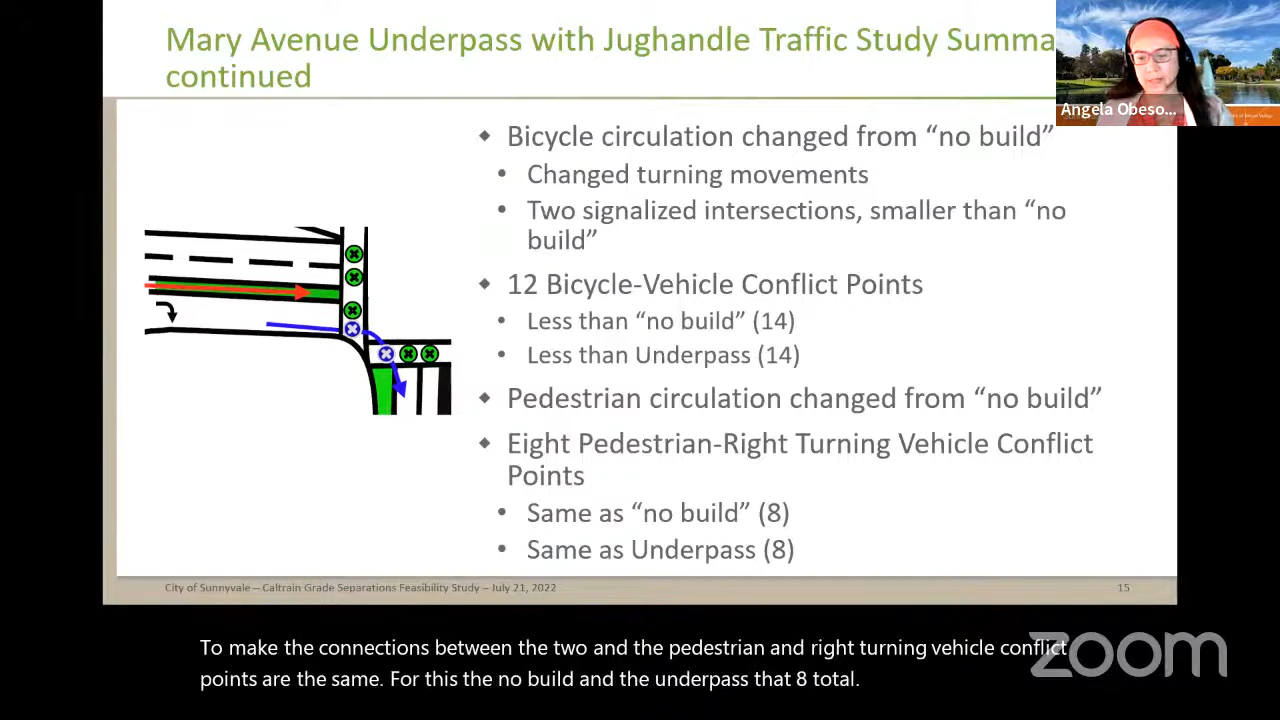 Mary Avenue Underpass with Jughandle Traffic Study Summa
continued
Angela Obeso...
◆ Bicycle circulation changed from “no build”
• Changed turning movements
• Two signalized intersections, smaller than “no
build”
◆ 12 Bicycle-Vehicle Conflict Points
• Less than “no build” (14)
• Less than Underpass (14)
◆ Pedestrian circulation changed from “no build”
◆ Eight Pedestrian-Right Turning Vehicle Conflict
Points
• Same as “no build” (8)
• Same as Underpass (8)
City of Sunnyvale – Caltrain Grade Separations Feasibility Study – July 21, 2022
15
To make the connections between the two and the pedestrian and right turning vehicle conflict
points are the same. For this the no build and the underpass that 8 total.
zoom